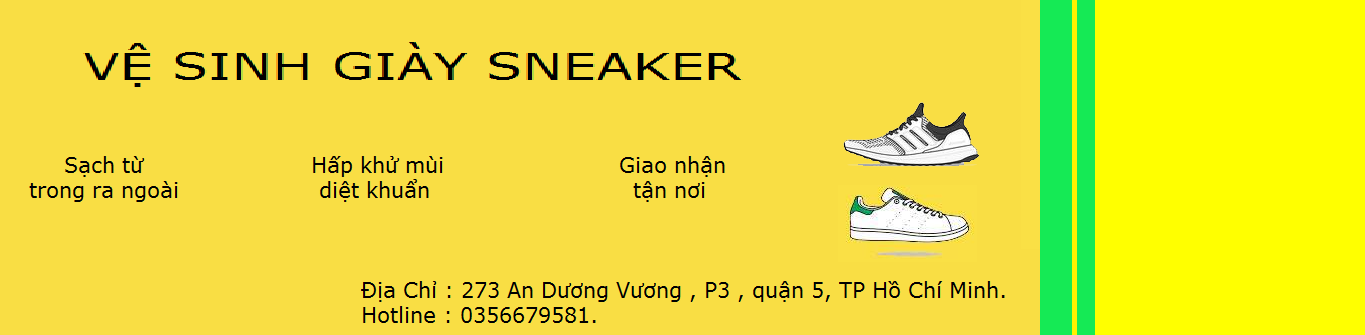 VỆ SINH GIÀY SNEAKER
Sạch từ
trong ra ngoài
Hấp khử mùi
diệt khuẩn
Giao nhận
tận nơi
Địa Chỉ : 273 An Dương Vương , P3 , quận 5, TP Hồ Chí Minh.
Hotline : 0356679581.